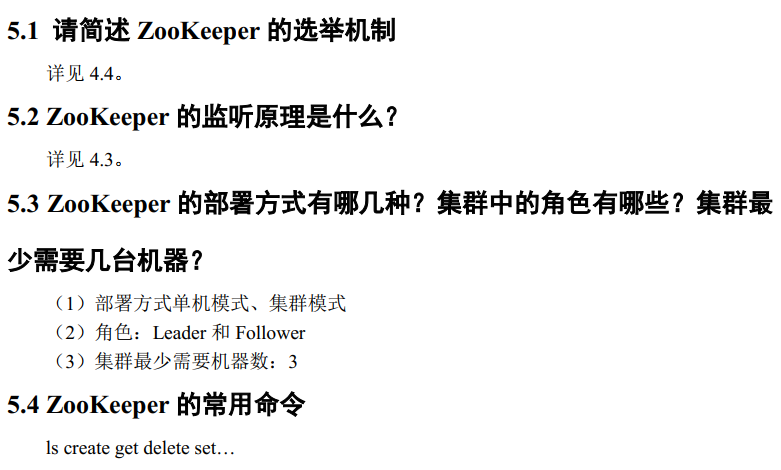 5.1 请简述 ZooKeeper 的选举机制
详见 4.4。
5.2 ZooKeeper 的监听原理是什么？
详见 4.3。
5.3 ZooKeeper 的部署方式有哪几种？集群中的角色有哪些？集群最
少需要几台机器？
（1）部署方式单机模式、集群模式
（2）角色：Leader 和 Follower
（3）集群最少需要机器数：3
5.4 ZooKeeper 的常用命令
ls create get delete set…